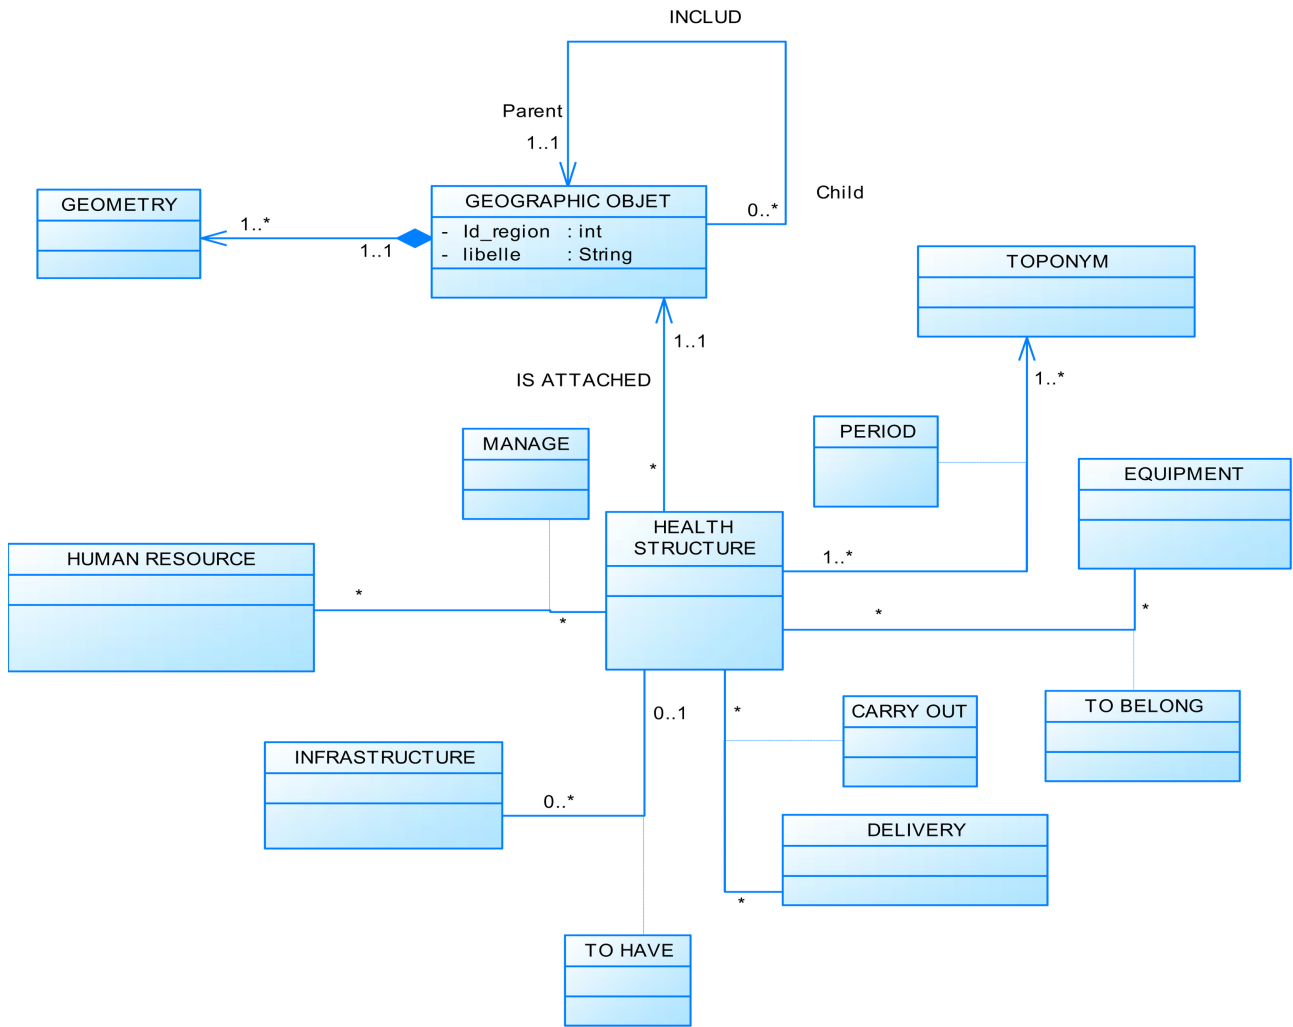 INCLUD
Parent
1..1
Child
0..*
GEOMETRY
1..*
1..1
GEOGRAPHIC OBJET
- Id_region : int
- libelle : String
TOPONYM
1..1
IS ATTACHED
1..*
PERIOD
MANAGE
*
EQUIPMENT
HEALTH
STRUCTURE
HUMAN RESOURCE
1..*
*
*
*
*
TO BELONG
0..1
*
CARRY OUT
INFRASTRUCTURE
0..*
DELIVERY
*
TO HAVE